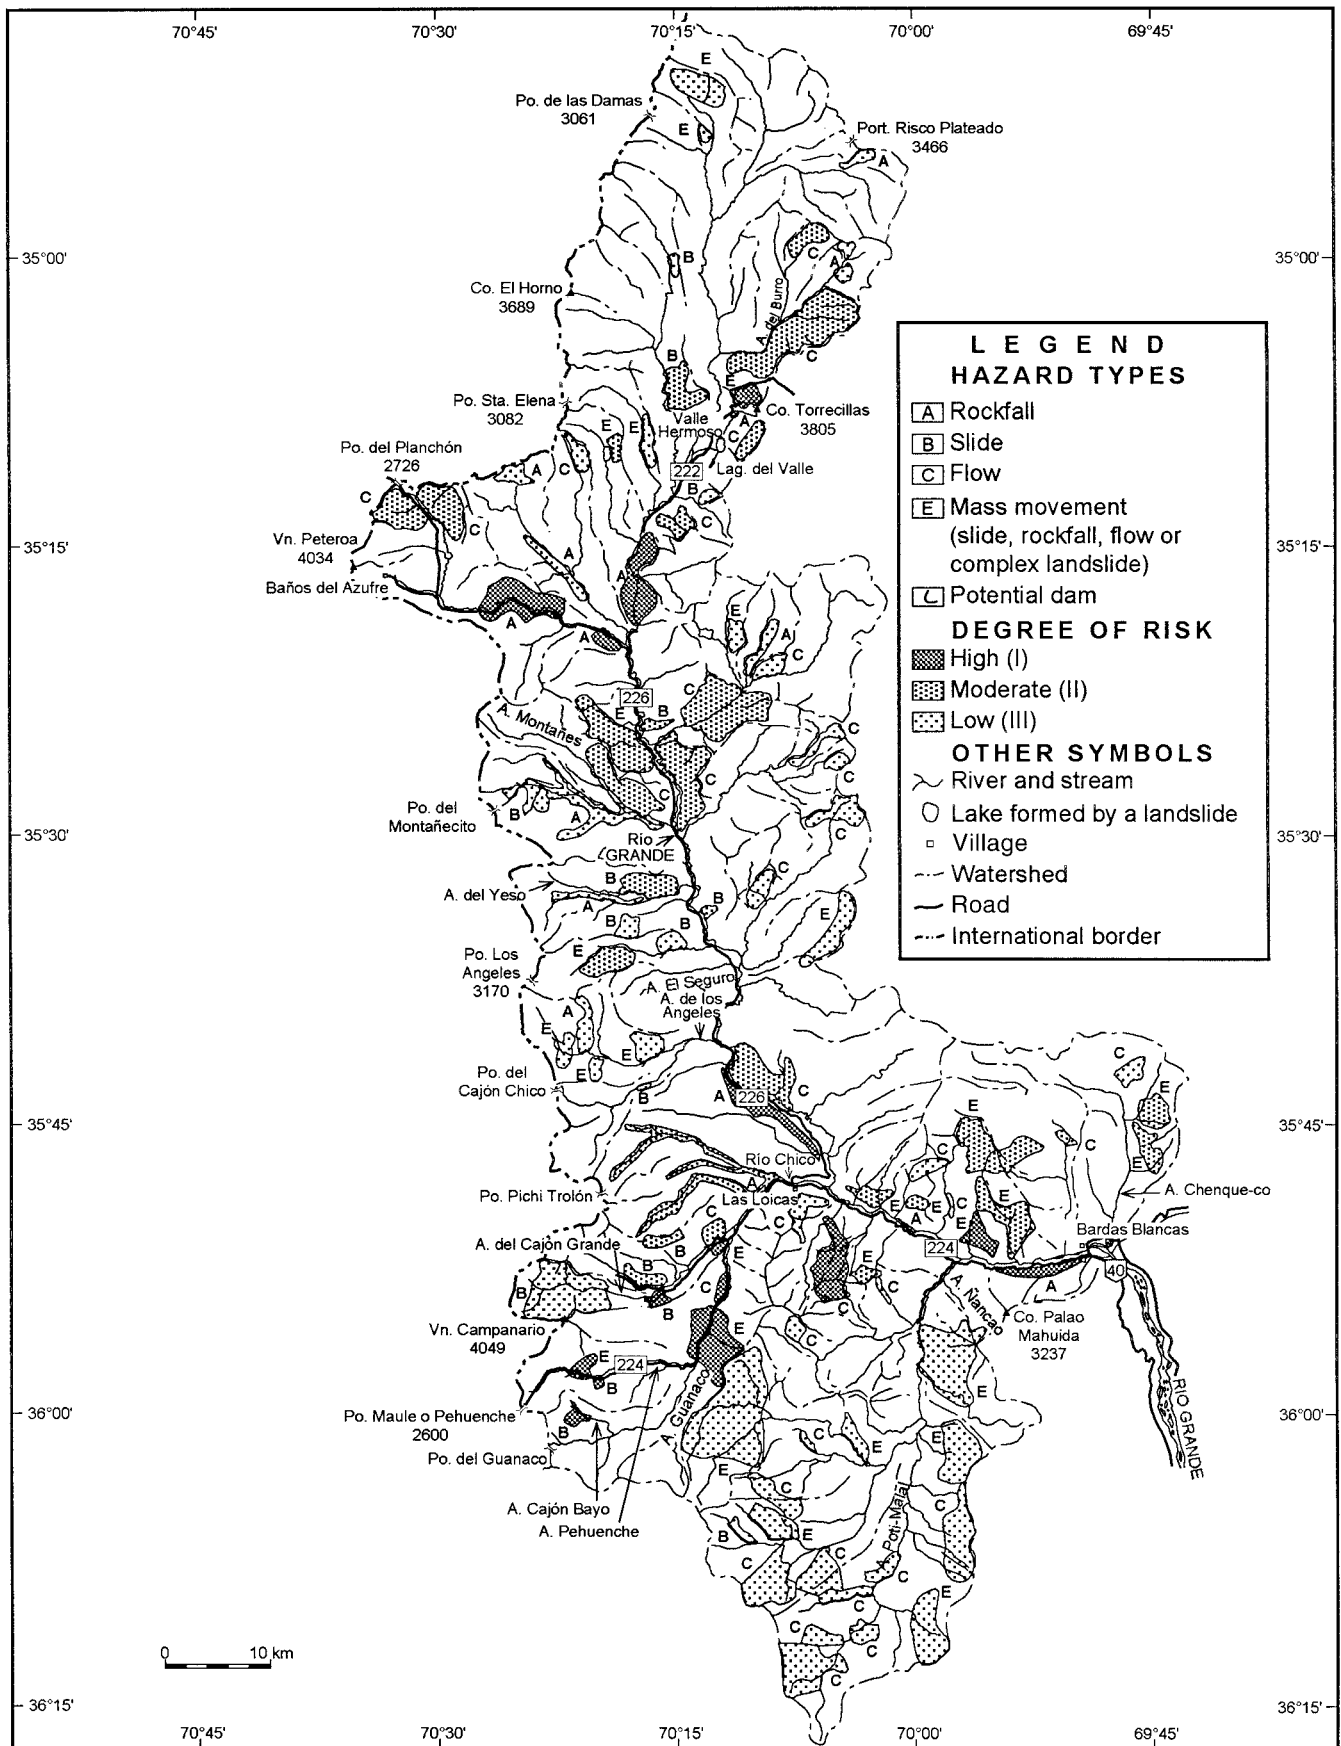 70°45'
70°30'
70°15'
70°00'
69°45'
E
Po. de las Damas
3061
E
Port. Risco Plateado
3466
A
35°00'
35°00'
B
C
A
Co. El Horno
3689
A. del Burro
B
C
E
Po. Sta. Elena
3082
Co. Torrecillas
3805
A
Valle
Hermoso
E
E
C
Po. del Planchón
2726
A
C
222
Lag. del Valle
C
B
C
C
Vn. Peteroa
4034
35°15'
35°15'
A
A
Baños del Azufre
A
A
E
A
C
226
C
E
B
A. Montañes
C
C
C
C
Po. del
Montañecito
B
A
C
35°30'
35°30'
Río
GRANDE
B
C
A. del Yeso
A
B
B
B
E
Po. Los
Angeles
3170
E
A. El Seguro
A. de los
Angeles
A
E
E
E
Po. del
Cajón Chico
B
A
226
C
C
E
E
35°45'
35°45'
E
C
C
E
Río Chico
A
Las Loicas
Po. Pichi Trolón
A. Chenque-co
E
A
E
C
E
E
C
C
Bardas Blancas
A. del Cajón Grande
B
E
224
40
E
B
C
C
C
A
B
B
A. Ñancao
Co. Palao
Mahuida
3237
Vn. Campanario
4049
E
C
E
224
B
E
A. Guanaco
RIO GRANDE
36°00'
36°00'
Po. Maule o Pehuenche
2600
B
Po. del Guanaco
C
E
E
E
C
C
A. Cajón Bayo
A. Pehuenche
A. Poti-Malal
B
E
C
C
C
E
C
C
C
C
0 10 km
36°15'
36°15'
70°45'
70°30'
70°15'
70°00'
69°45'
LEGEND
HAZARD TYPES
A Rockfall
B Slide
C Flow
E Mass movement
(slide, rockfall, flow or
complex landslide)
Potential dam
DEGREE OF RISK
High (I)
Moderate (II)
Low (III)
OTHER SYMBOLS
River and stream
Lake formed by a landslide
Village
Watershed
Road
International border